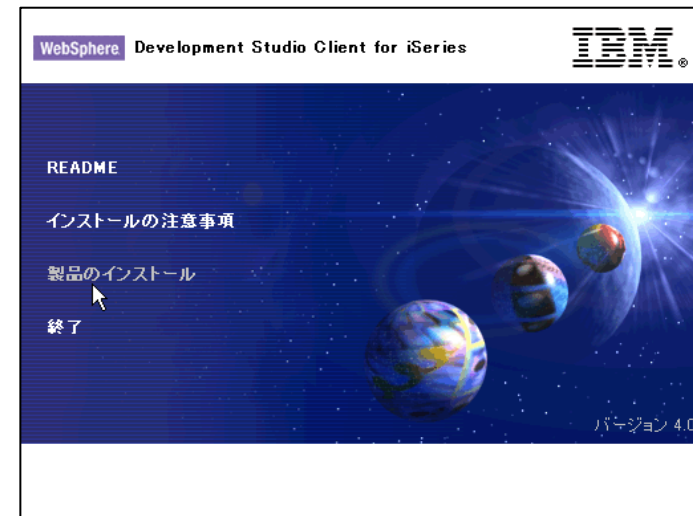 WebSphere Development Studio Client for iSeries
IBM®
README
インストールの注意事項
製品のインストール
終了
バージョン 4.0